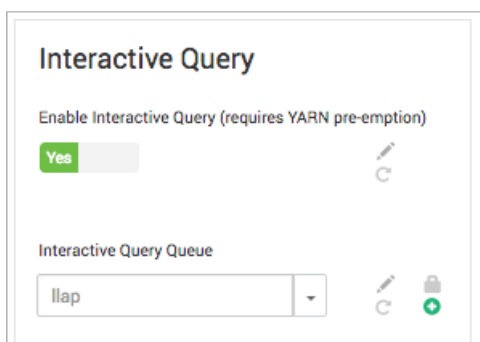 Interactive Query
Enable Interactive Query (requires YARN pre-emption)
Yes
Interactive Query Queue
llap